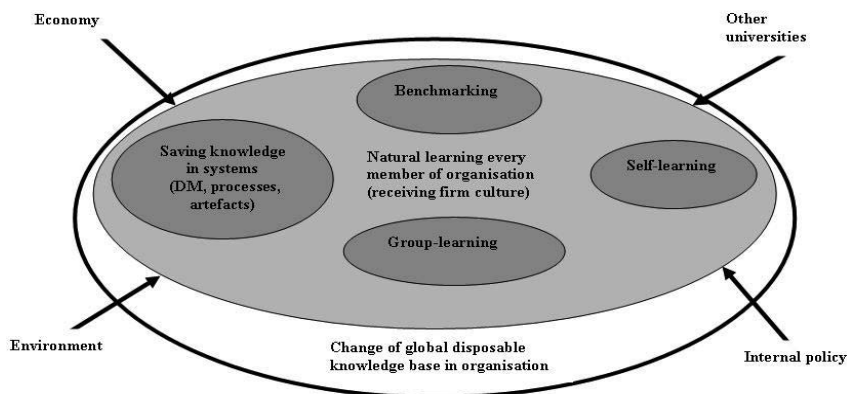 Economy
Other
universities
Benchmarking
Saving knowledge
in systems
(DM, processes,
artefacts)
Natural learning every
member of organisation
(receiving firm culture)
Self-learning
Group-learning
Environment
Change of global disposable
knowledge base in organisation
Internal policy